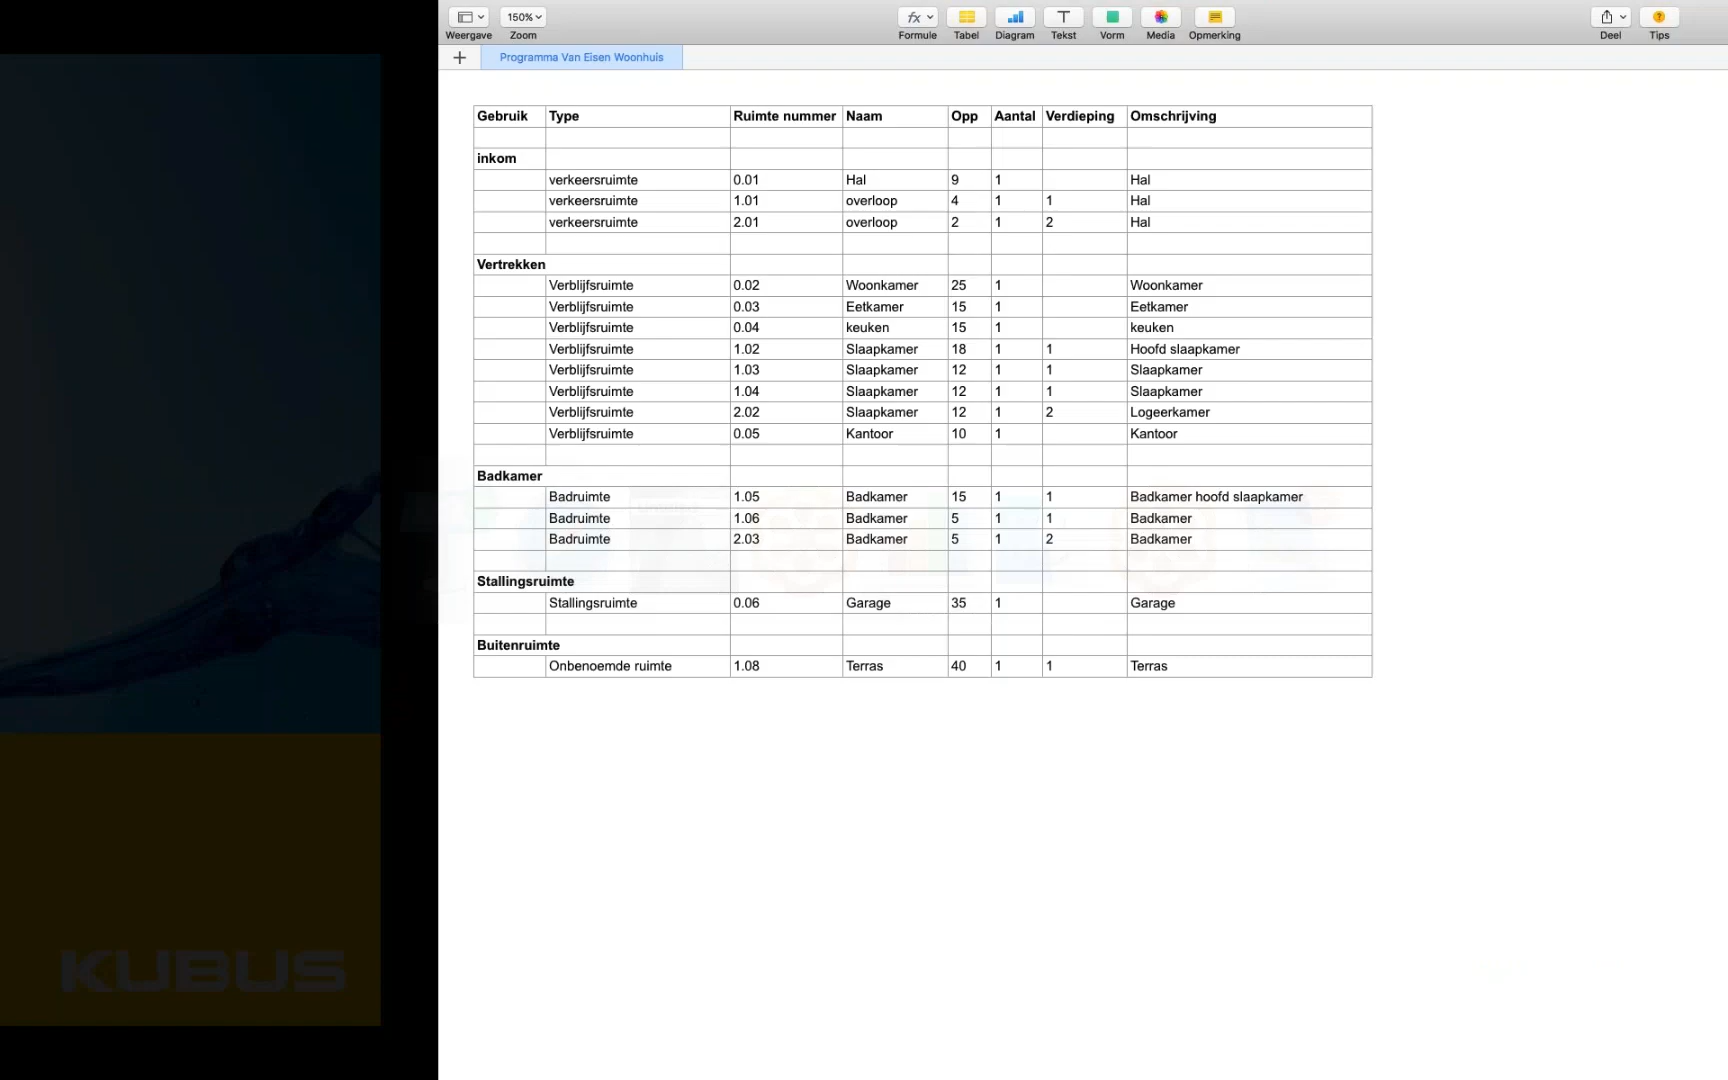 150%
Weergave Zoom Formule Tabel Diagram Tekst Vorm Media Opmerking Deel Tips
Programma Van Eisen Woonhuis
Gebruik Type Ruimte nummer Naam Opp Aantal Verdieping Omschrijving
inkom
verkeersruimte 0.01 Hal 9 1 Hal
verkeersruimte 1.01 overloop 4 1 1 Hal
verkeersruimte 2.01 overloop 2 1 2 Hal
Vertrekken
Verblijfsruimte 0.02 Woonkamer 25 1 Woonkamer
Verblijfsruimte 0.03 Eetkamer 15 1 Eetkamer
Verblijfsruimte 0.04 keuken 15 1 keuken
Verblijfsruimte 1.02 Slaapkamer 18 1 1 Hoofd slaapkamer
Verblijfsruimte 1.03 Slaapkamer 12 1 1 Slaapkamer
Verblijfsruimte 1.04 Slaapkamer 12 1 1 Slaapkamer
Verblijfsruimte 2.02 Slaapkamer 12 1 2 Logeerkamer
Verblijfsruimte 0.05 Kantoor 10 1 Kantoor
Badkamer
Badruimte 1.05 Badkamer 15 1 1 Badkamer hoofd slaapkamer
Badruimte 1.06 Badkamer 5 1 1 Badkamer
Badruimte 2.03 Badkamer 5 1 2 Badkamer
Stallingsruimte
Stallingsruimte 0.06 Garage 35 1 Garage
Buitenruimte
Onbenoemde ruimte 1.08 Terras 40 1 1 Terras
KUBUS